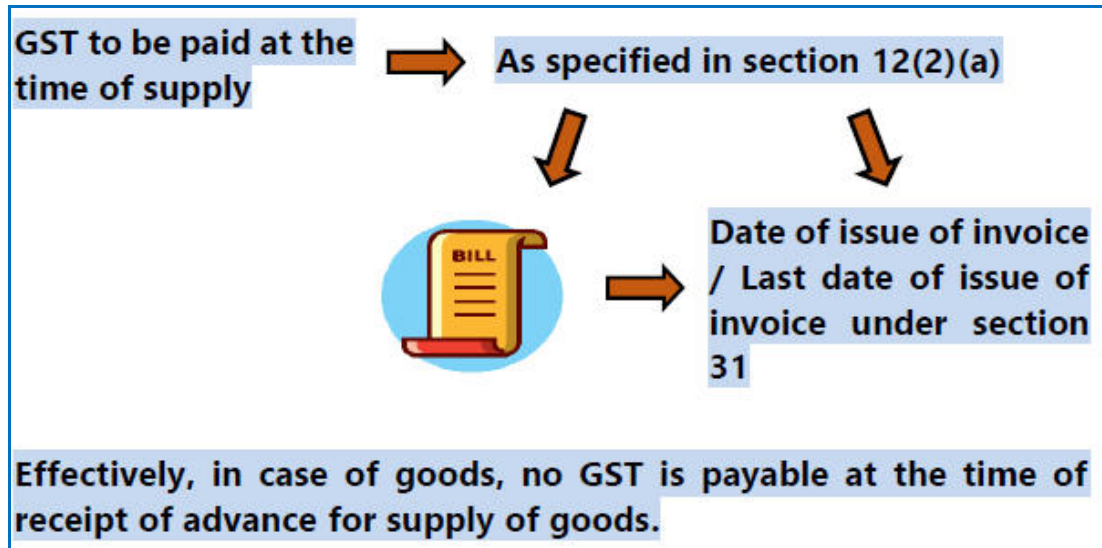 GST to be paid at the
time of supply
As specified in section 12(2)(a)
BILL
Date of issue of invoice
/ Last date of issue of
invoice under section
31
Effectively, in case of goods, no GST is payable at the time of
receipt of advance for supply of goods.